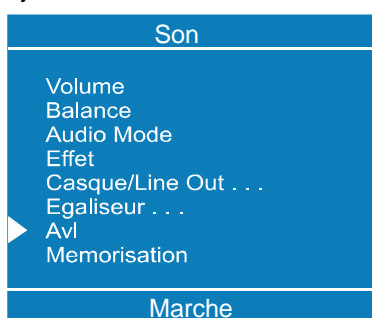 Son
Volume
Balance
Audio Mode
Effet
Casque/Line Out . . .
Egaliseur . . .
Avl
Memorisation
Marche